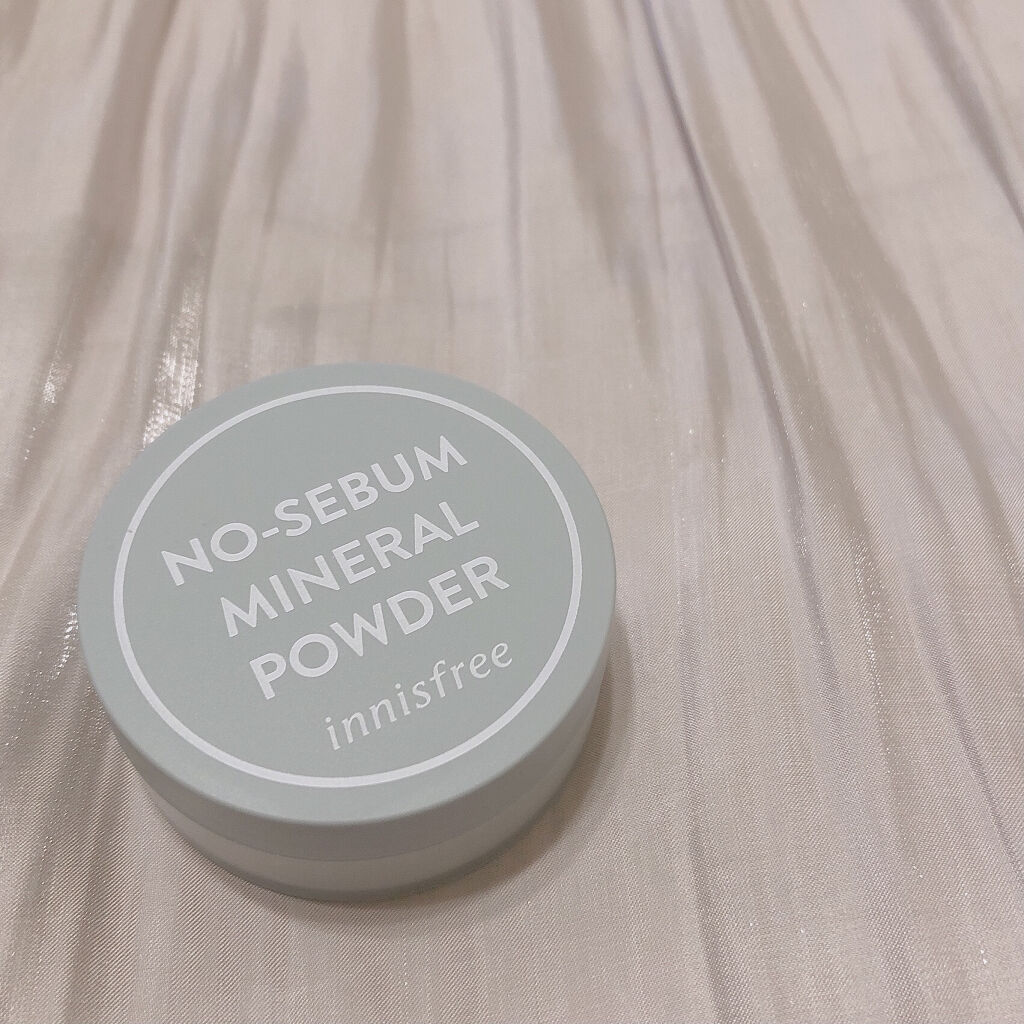 NO-SEBUM
MINERAL
POWDER
innisfree